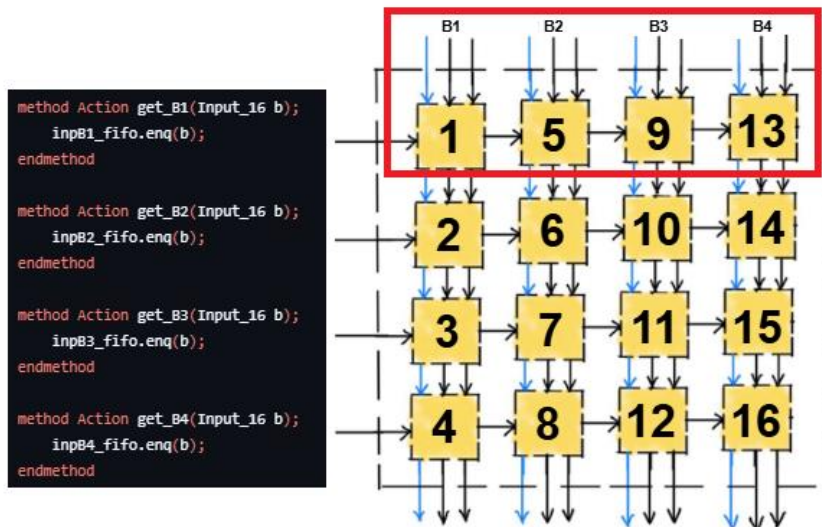 method Action get_B1(Input_16 b);
inpB1_fifo.enq(b);
endmethod
method Action get_B2(Input_16 b);
inpB2_fifo.enq(b);
endmethod
method Action get_B3(Input_16 b);
inpB3_fifo.enq(b);
endmethod
method Action get_B4(Input_16 b);
inpB4_fifo.enq(b);
endmethod
B1 B2 B3 B4
1 5 9 13
2 6 10 14
3 7 11 15
4 8 12 16